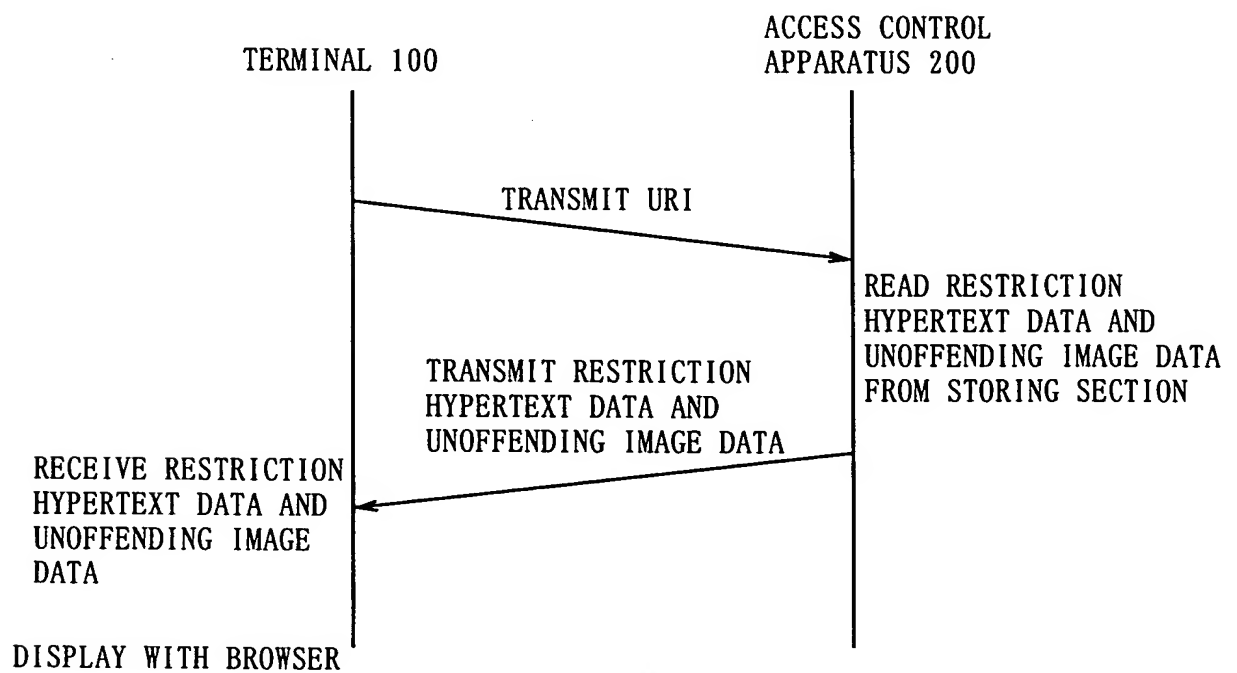 TERMINAL 100
ACCESS CONTROL
APPARATUS 200
TRANSMIT URI
READ RESTRICTION
HYPERTEXT DATA AND
UNOFFENDING IMAGE DATA
FROM STORING SECTION
TRANSMIT RESTRICTION
HYPERTEXT DATA AND
UNOFFENDING IMAGE DATA
RECEIVE RESTRICTION
HYPERTEXT DATA AND
UNOFFENDING IMAGE
DATA
DISPLAY WITH BROWSER